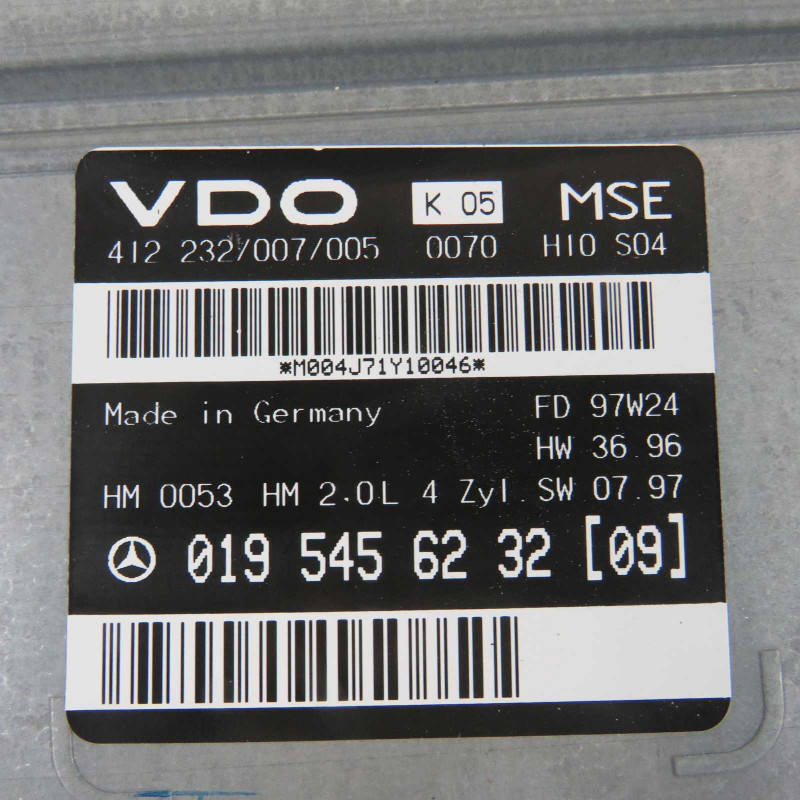 VDO K 05 MSE
412 232/007/005 0070 H10 S04
*M004J71Y10046*
Made in Germany FD 97W24
HW 36.96
HM 0053 HM 2.0L 4 Zyl. SW 07.97
019 545 62 32 [09]